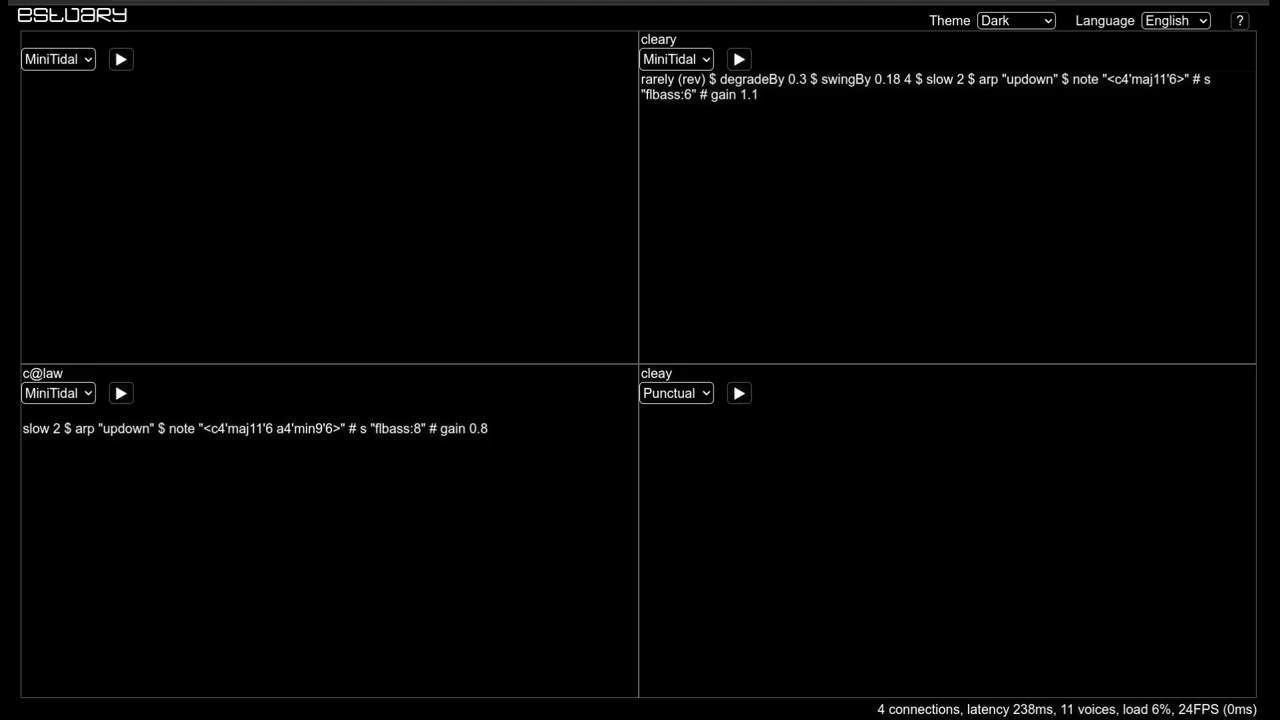 estuary
Theme Dark Language English ?
MiniTidal
cleary
MiniTidal
rarely (rev) $ degradeBy 0.3 $ swingBy 0.18 4 $ slow 2 $ arp "updown" $ note "<c4'maj11'6>" # s
"flbass:6" # gain 1.1
c@law
MiniTidal
slow 2 $ arp "updown" $ note "<c4'maj11'6 a4'min9'6>" # s "flbass:8" # gain 0.8
cleay
Punctual
4 connections, latency 238ms, 11 voices, load 6%, 24FPS (0ms)